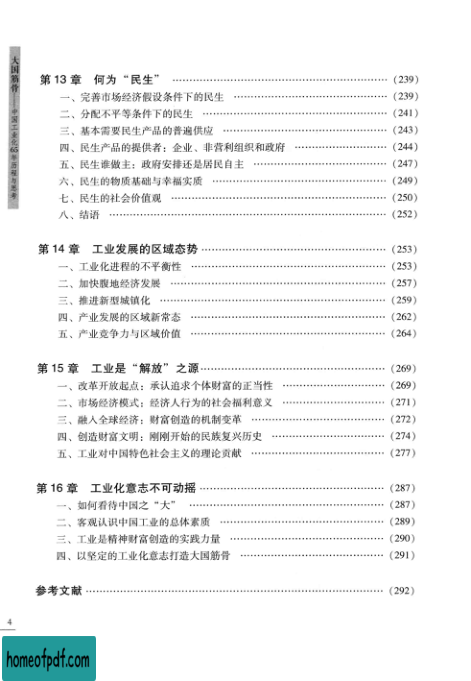 大国筋骨——中国工业化65年历程与思考
第13章 何为“民生” ……(239)
一、完善市场经济假设条件下的民生 ……(239)
二、分配不平等条件下的民生 ……(241)
三、基本需要民生产品的普遍供应 ……(243)
四、民生产品的提供者：企业、非营利组织和政府 ……(244)
五、民生谁做主：政府安排还是居民自主 ……(247)
六、民生的物质基础与幸福实质 ……(249)
七、民生的社会价值观 ……(250)
八、结语 ……(252)
第14章 工业发展的区域态势 ……(253)
一、工业化进程的不平衡性 ……(253)
二、加快腹地经济发展 ……(257)
三、推进新型城镇化 ……(259)
四、产业发展的区域新常态 ……(262)
五、产业竞争力与区域价值 ……(264)
第15章 工业是“解放”之源 ……(269)
一、改革开放起点：承认追求个体财富的正当性 ……(269)
二、市场经济模式：经济人行为的社会福利意义 ……(271)
三、融入全球经济：财富创造的机制变革 ……(272)
四、创造财富文明：刚刚开始的民族复兴历史 ……(274)
五、工业对中国特色社会主义的理论贡献 ……(277)
第16章 工业化意志不可动摇 ……(287)
一、如何看待中国之“大” ……(287)
二、客观认识中国工业的总体素质 ……(289)
三、工业是精神财富创造的实践力量 ……(290)
四、以坚定的工业化意志打造大国筋骨 ……(291)
参考文献 ……(292)
4
homeofpdf.com